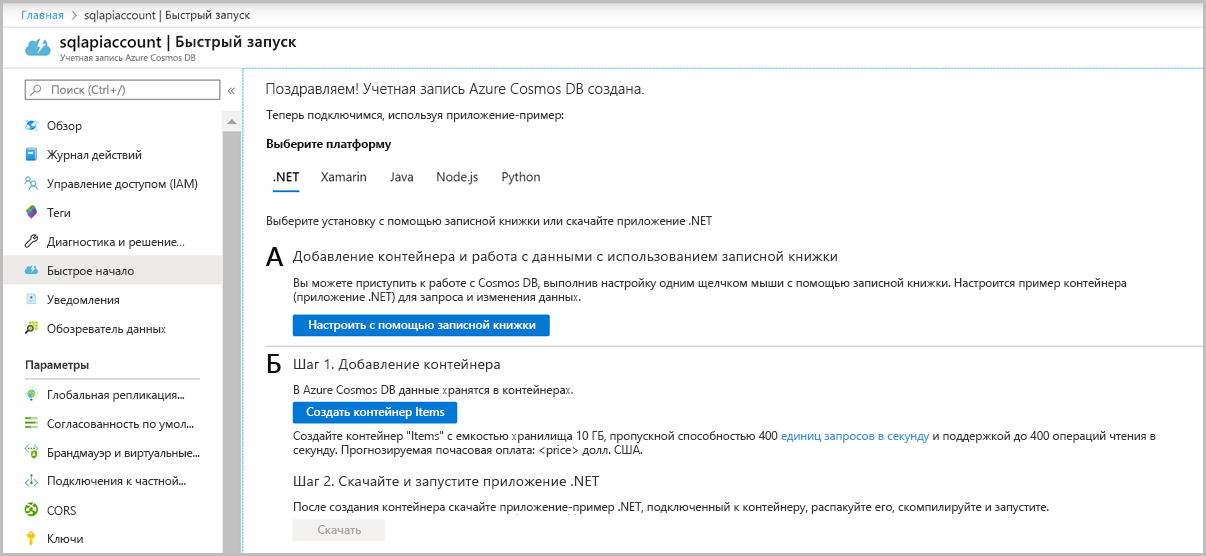 Главная > sqlapiaccount | Быстрый запуск
sqlapiaccount | Быстрый запуск
Учетная запись Azure Cosmos DB
Поиск (Ctrl+/)
«
Обзор
Журнал действий
Управление доступом (IAM)
Теги
Диагностика и решение...
Быстрое начало
Уведомления
Обозреватель данных
Параметры
Глобальная репликация...
Согласованность по умол...
Брандмауэр и виртуальные...
Подключения к частной...
CORS
Ключи
Поздравляем! Учетная запись Azure Cosmos DB создана.
Теперь подключимся, используя приложение-пример:
Выберите платформу
.NET Xamarin Java Node.js Python
Выберите установку с помощью записной книжки или скачайте приложение .NET
А Добавление контейнера и работа с данными с использованием записной книжки
Вы можете приступить к работе с Cosmos DB, выполнив настройку одним щелчком мыши с помощью записной книжки. Настроится пример контейнера
(приложение .NET) для запроса и изменения данных.
Настроить с помощью записной книжки
Б Шаг 1. Добавление контейнера
В Azure Cosmos DB данные хранятся в контейнерах.
Создать контейнер Items
Создайте контейнер "Items" с емкостью хранилища 10 ГБ, пропускной способностью 400 единиц запросов в секунду и поддержкой до 400 операций чтения в
секунду. Прогнозируемая почасовая оплата: <price> долл. США.
Шаг 2. Скачайте и запустите приложение .NET
После создания контейнера скачайте приложение-пример .NET, подключенный к контейнеру, распакуйте его, скомпилируйте и запустите.
Скачать